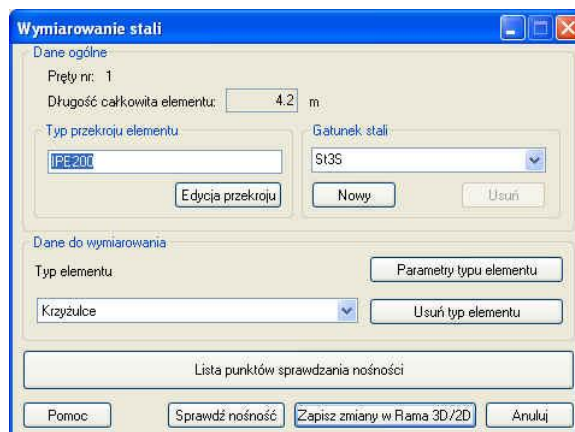 Wymiarowanie stali
Dane ogólne
Pręty nr: 1
Długość całkowita elementu: 4.2 m
Typ przekroju elementu
Gatunek stali
IPE200
St3S
Edycja przekroju
Nowy
Usuń
Dane do wymiarowania
Typ elementu
Parametry typu elementu
Krzyżulce
Usuń typ elementu
Lista punktów sprawdzania nośności
Pomoc
Sprawdź nośność
Zapisz zmiany w Rama 3D/2D
Anuluj